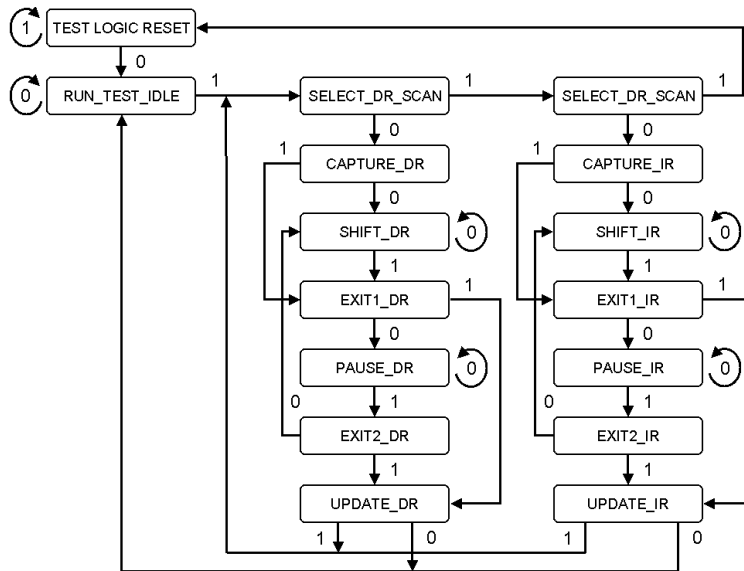 1 TEST LOGIC RESET
0
0 RUN_TEST_IDLE 1 SELECT_DR_SCAN 1 SELECT_DR_SCAN 1
0 0
1 CAPTURE_DR 1 CAPTURE_IR
0 0
SHIFT_DR 0 SHIFT_IR 0
1 1
EXIT1_DR 1 EXIT1_IR 1
0 0
PAUSE_DR 0 PAUSE_IR 0
0 1 0 1
EXIT2_DR EXIT2_IR
1 1
UPDATE_DR UPDATE_IR
1 0 1 0